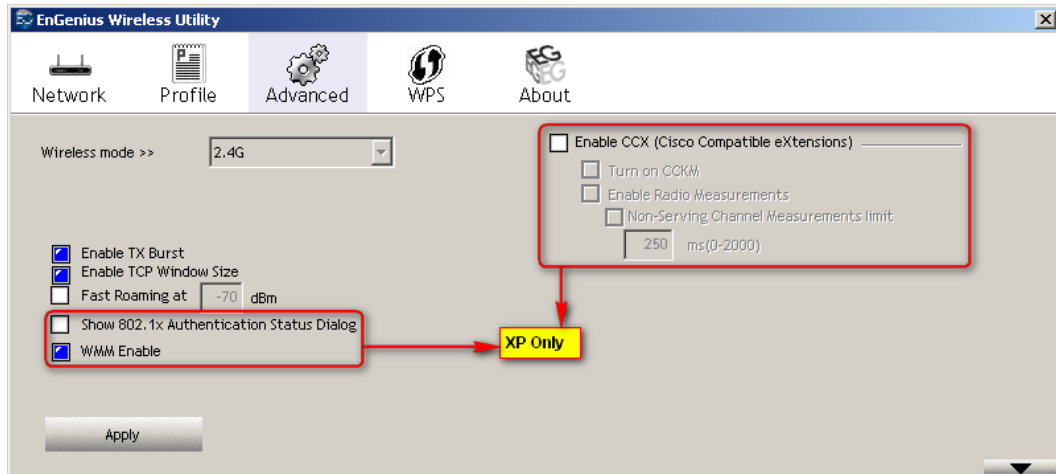 EnGenius Wireless Utility
Network Profile Advanced WPS About
Wireless mode >> 2.4G
Enable CCX (Cisco Compatible eXtensions)
Turn on CCKM
Enable Radio Measurements
Non-Serving Channel Measurements limit
250 ms(0-2000)
Enable TX Burst
Enable TCP Window Size
Fast Roaming at -70 dBm
Show 802.1x Authentication Status Dialog
WMM Enable
XP Only
Apply